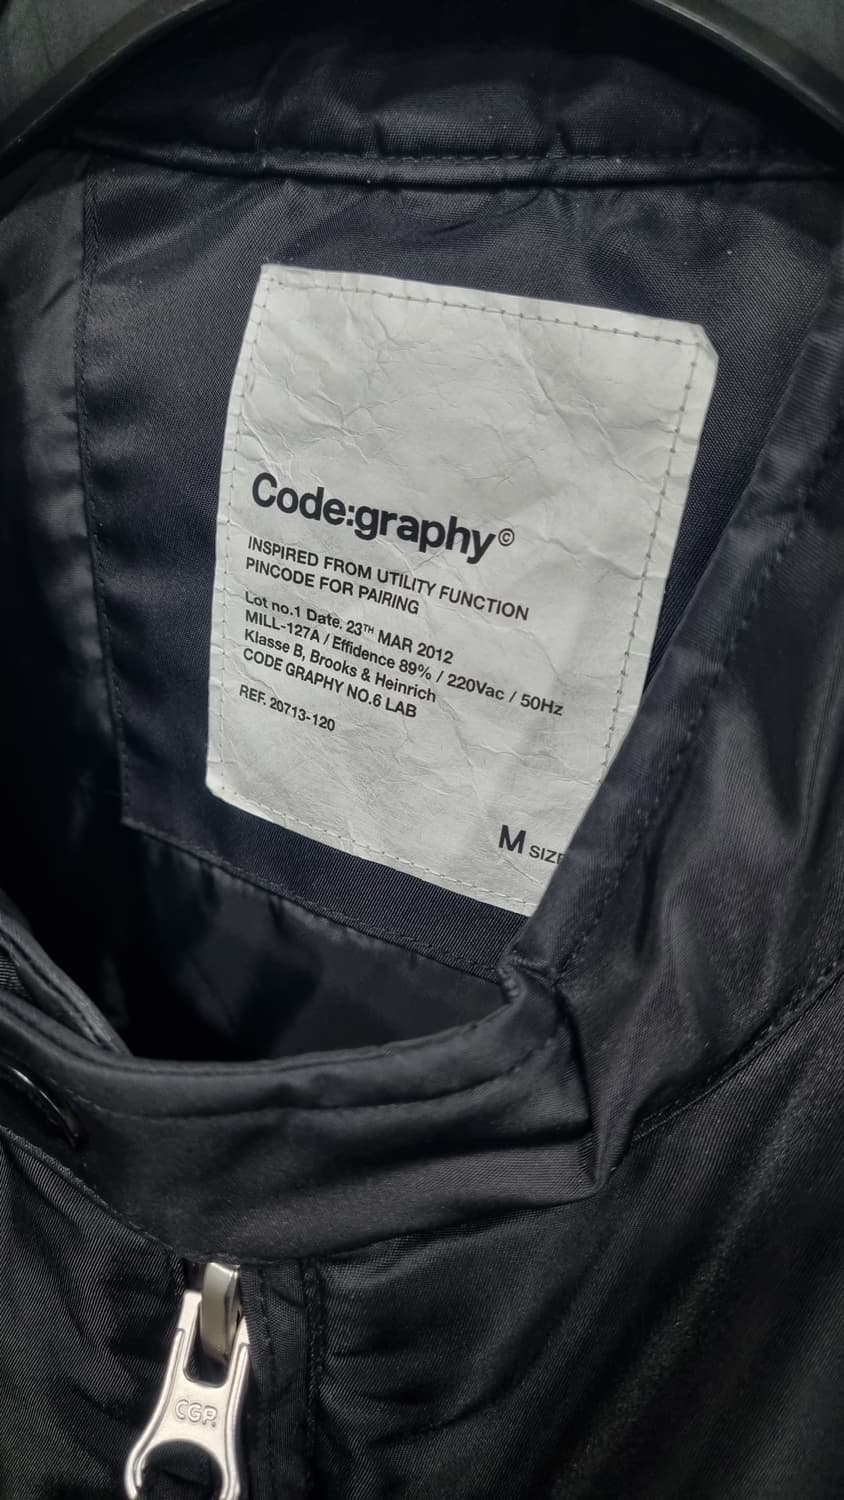 Code:graphy©
INSPIRED FROM UTILITY FUNCTION
PINCODE FOR PAIRING
Lot no.1 Date. 23TH MAR 2012
MILL-127A / Effidence 89% / 220Vac / 50Hz
Klasse B, Brooks & Heinrich
CODE GRAPHY NO.6 LAB
REF. 20713-120
M SIZE
CGP.